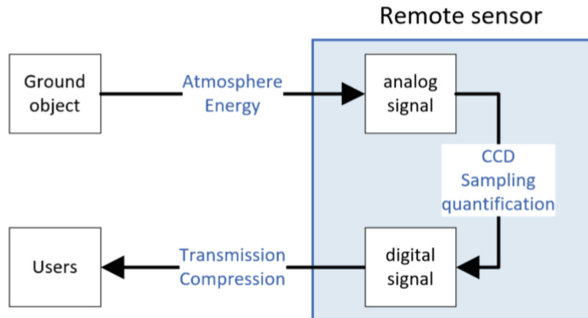 Remote sensor
Ground
object
Atmosphere
Energy
analog
signal
CCD
Sampling
quantification
Users
Transmission
Compression
digital
signal